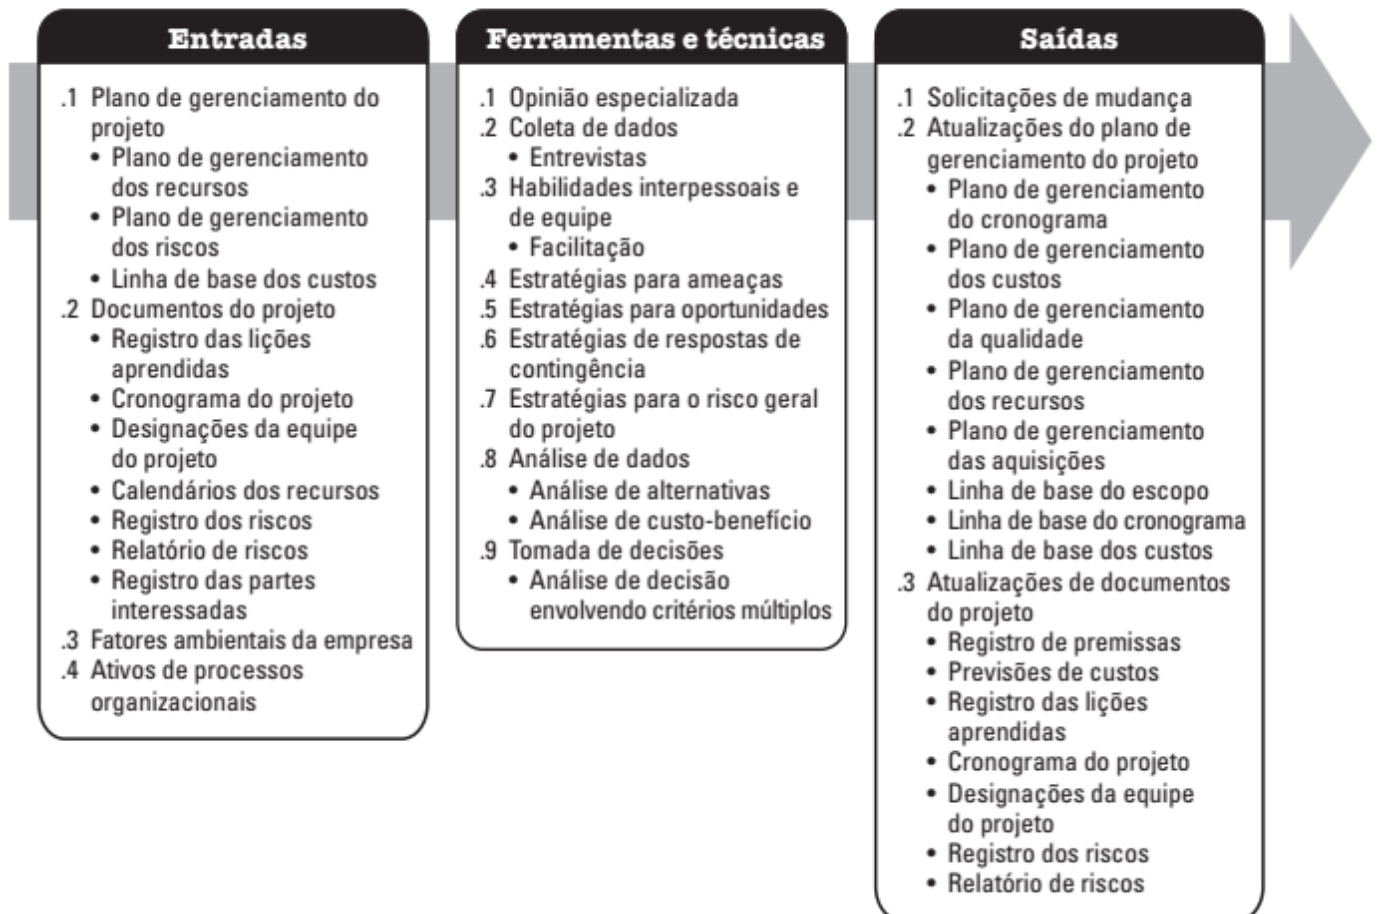 Entradas
.1 Plano de gerenciamento do
projeto
• Plano de gerenciamento
dos recursos
• Plano de gerenciamento
dos riscos
• Linha de base dos custos
.2 Documentos do projeto
• Registro das lições
aprendidas
• Cronograma do projeto
• Designações da equipe
do projeto
• Calendários dos recursos
• Registro dos riscos
• Relatório de riscos
• Registro das partes
interessadas
.3 Fatores ambientais da empresa
.4 Ativos de processos
organizacionais
Ferramentas e técnicas
.1 Opinião especializada
.2 Coleta de dados
• Entrevistas
.3 Habilidades interpessoais e
de equipe
• Facilitação
.4 Estratégias para ameaças
.5 Estratégias para oportunidades
.6 Estratégias de respostas de
contingência
.7 Estratégias para o risco geral
do projeto
.8 Análise de dados
• Análise de alternativas
• Análise de custo-benefício
.9 Tomada de decisões
• Análise de decisão
envolvendo critérios múltiplos
Saídas
.1 Solicitações de mudança
.2 Atualizações do plano de
gerenciamento do projeto
• Plano de gerenciamento
do cronograma
• Plano de gerenciamento
dos custos
• Plano de gerenciamento
da qualidade
• Plano de gerenciamento
dos recursos
• Plano de gerenciamento
das aquisições
• Linha de base do escopo
• Linha de base do cronograma
• Linha de base dos custos
.3 Atualizações de documentos
do projeto
• Registro de premissas
• Previsões de custos
• Registro das lições
aprendidas
• Cronograma do projeto
• Designações da equipe
do projeto
• Registro dos riscos
• Relatório de riscos